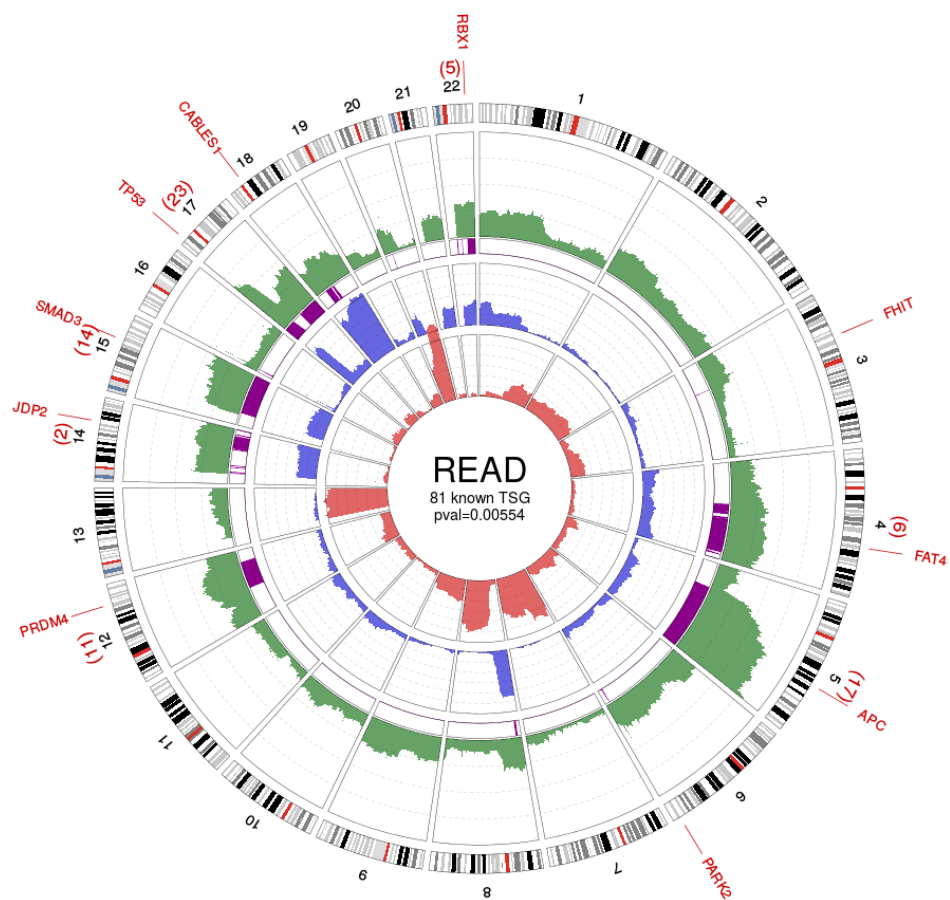 READ
81 known TSG
pval=0.00554
1
2
3
FHIT
4
(6)
FAT4
5
(17)
APC
6
PARK2
7
8
9
10
11
12
(11)
PRDM4
13
14
(2)
JDP2
15
(14)
SMAD3
16
17
(23)
TP53
18
CABLES1
19
20
21
22
(5)
RBX1